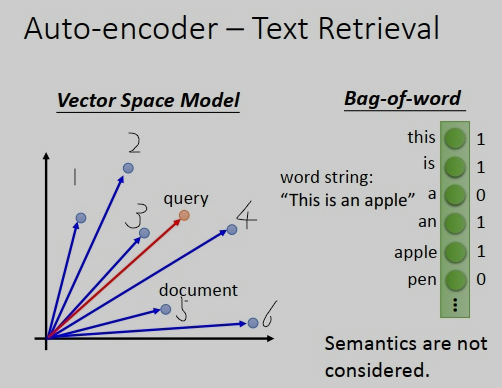 Auto-encoder – Text Retrieval
Vector Space Model
1
2
3
query
4
document
5
6
Bag-of-word
word string:
"This is an apple"
this 1
is 1
a 0
an 1
apple 1
pen 0
Semantics are not
considered.